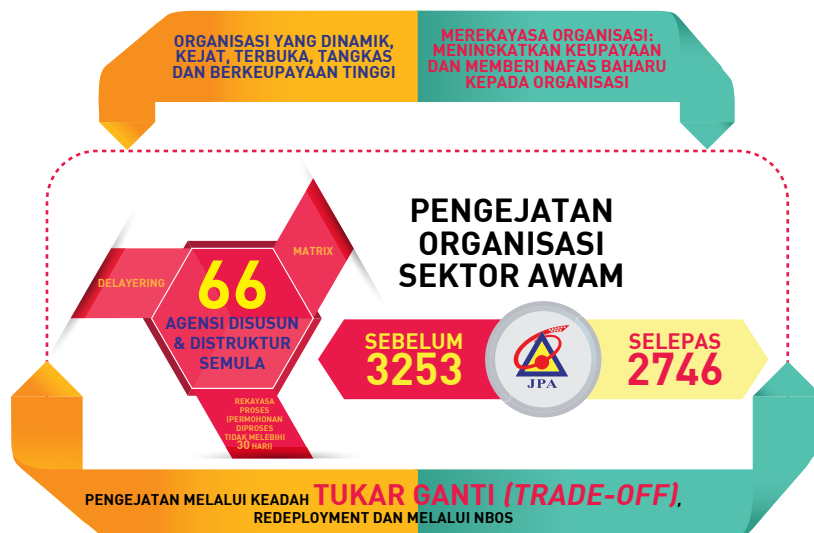 ORGANISASI YANG DINAMIK,
KEJAT, TERBUKA, TANGKAS
DAN BERKEUPAYAAN TINGGI
MEREKAYASA ORGANISASI:
MENINGKATKAN KEUPAYAAN
DAN MEMBERI NAFAS BAHARU
KEPADA ORGANISASI
PENGEJATAN
ORGANISASI
SEKTOR AWAM
MATRIX
DELAYERING
66
AGENSI DISUSUN
& DISTRUKTUR
SEMULA
REKAYASA
PROSES
(PERMOHONAN
DIPROSES
TIDAK MELEBIHI
30 HARI)
SEBELUM
3253
JPA
SELEPAS
2746
PENGEJATAN MELALUI KEADAH TUKAR GANTI (TRADE-OFF),
REDEPLOYMENT DAN MELALUI NBOS